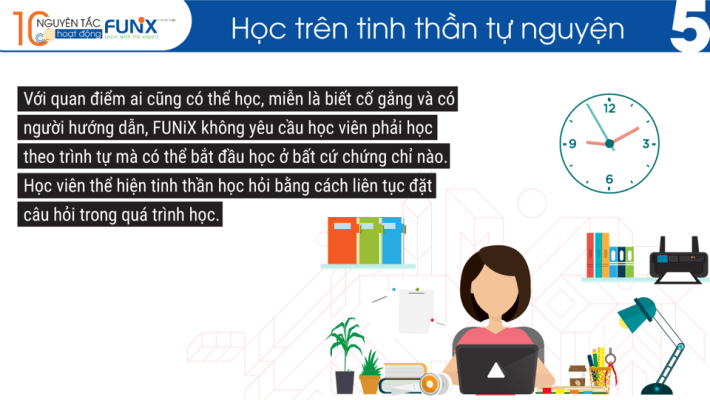 10 NGUYÊN TẮC
hoạt động
FUNiX
Learn with the expert
Học trên tinh thần tự nguyện
5
Với quan điểm ai cũng có thể học, miễn là biết cố gắng và có
người hướng dẫn, FUNiX không yêu cầu học viên phải học
theo trình tự mà có thể bắt đầu học ở bất cứ chứng chỉ nào.
Học viên thể hiện tinh thần học hỏi bằng cách liên tục đặt
câu hỏi trong quá trình học.
12
9
3
6